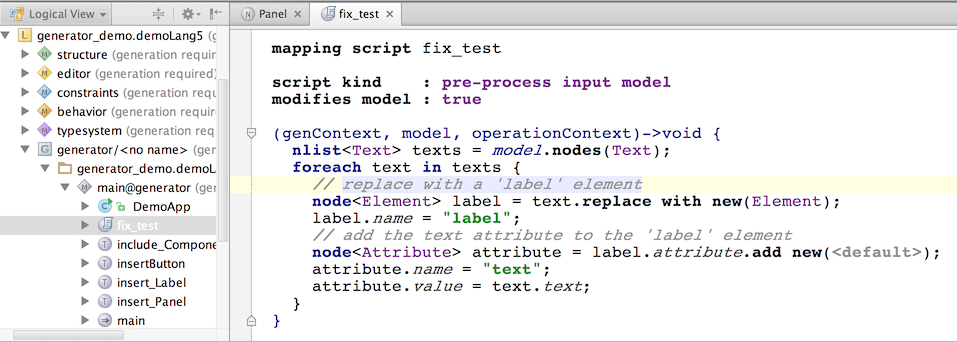 Logical View
Panel
fix_test
generator_demo.demoLang5 (g
structure (generation requir
editor (generation required)
constraints (generation requ
behavior (generation require
typesystem (generation requ
generator/<no name> (gener
generator_demo.demoL
main@generator (ger
DemoApp
fix_test
include_Compone
insertButton
insert_Label
insert_Panel
main
mapping script fix_test
script kind : pre-process input model
modifies model : true
(genContext, model, operationContext)->void {
nlist<Text> texts = model.nodes(Text);
foreach text in texts {
// replace with a 'label' element
node<Element> label = text.replace with new(Element);
label.name = "label";
// add the text attribute to the 'label' element
node<Attribute> attribute = label.attribute.add new(<default>);
attribute.name = "text";
attribute.value = text.text;
}
}